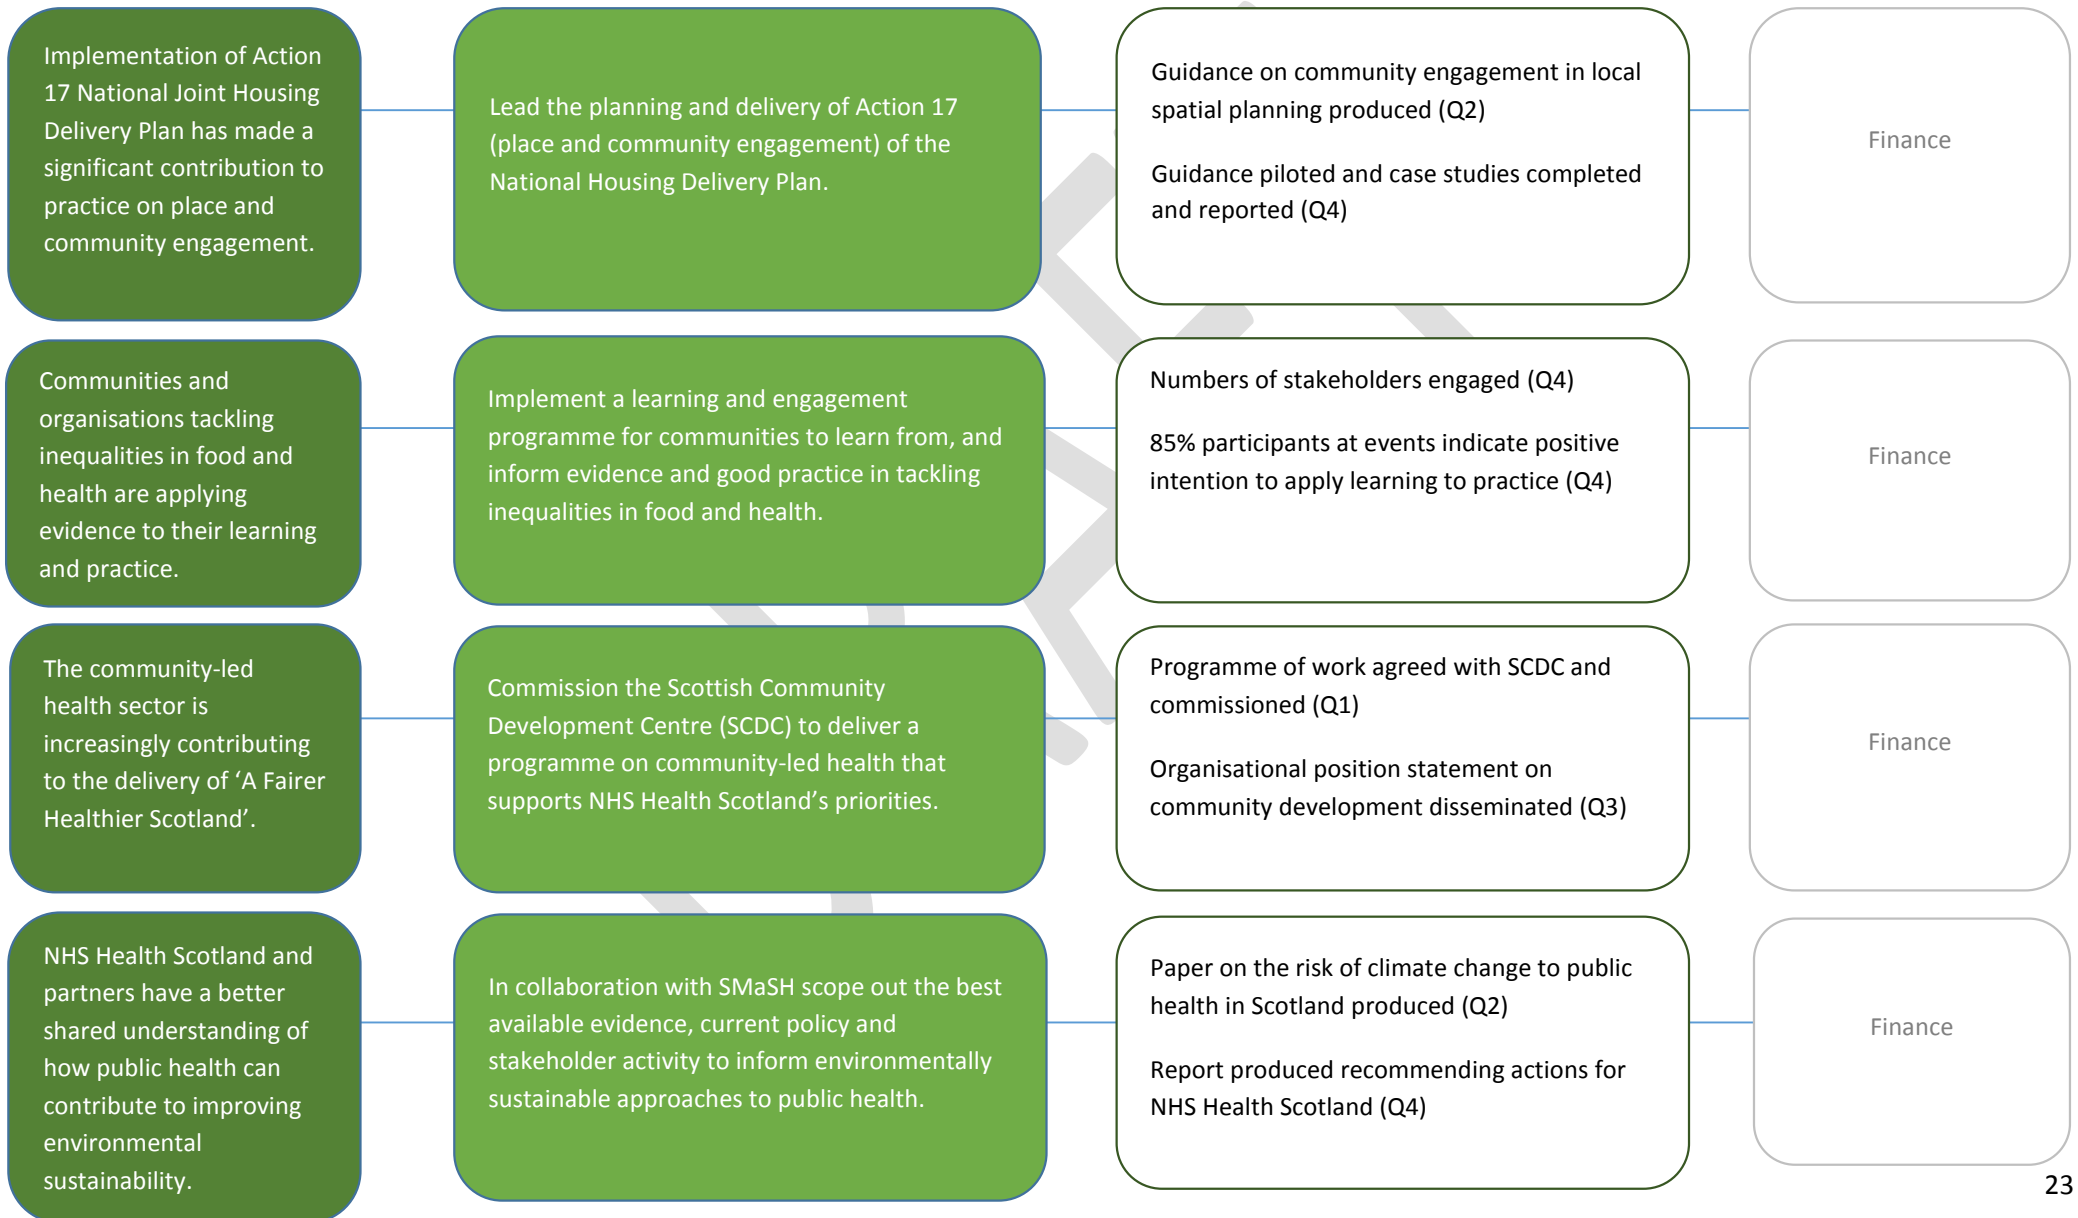 Implementation of Action
17 National Joint Housing
Delivery Plan has made a
significant contribution to
practice on place and
community engagement.
Lead the planning and delivery of Action 17
(place and community engagement) of the
National Housing Delivery Plan.
Guidance on community engagement in local
spatial planning produced (Q2)
Guidance piloted and case studies completed
and reported (Q4)
Finance
Communities and
organisations tackling
inequalities in food and
health are applying
evidence to their learning
and practice.
Implement a learning and engagement
programme for communities to learn from, and
inform evidence and good practice in tackling
inequalities in food and health.
Numbers of stakeholders engaged (Q4)
85% participants at events indicate positive
intention to apply learning to practice (Q4)
Finance
The community-led
health sector is
increasingly contributing
to the delivery of ‘A Fairer
Healthier Scotland’.
Commission the Scottish Community
Development Centre (SCDC) to deliver a
programme on community-led health that
supports NHS Health Scotland’s priorities.
Programme of work agreed with SCDC and
commissioned (Q1)
Organisational position statement on
community development disseminated (Q3)
Finance
NHS Health Scotland and
partners have a better
shared understanding of
how public health can
contribute to improving
environmental
sustainability.
In collaboration with SMaSH scope out the best
available evidence, current policy and
stakeholder activity to inform environmentally
sustainable approaches to public health.
Paper on the risk of climate change to public
health in Scotland produced (Q2)
Report produced recommending actions for
NHS Health Scotland (Q4)
Finance
23